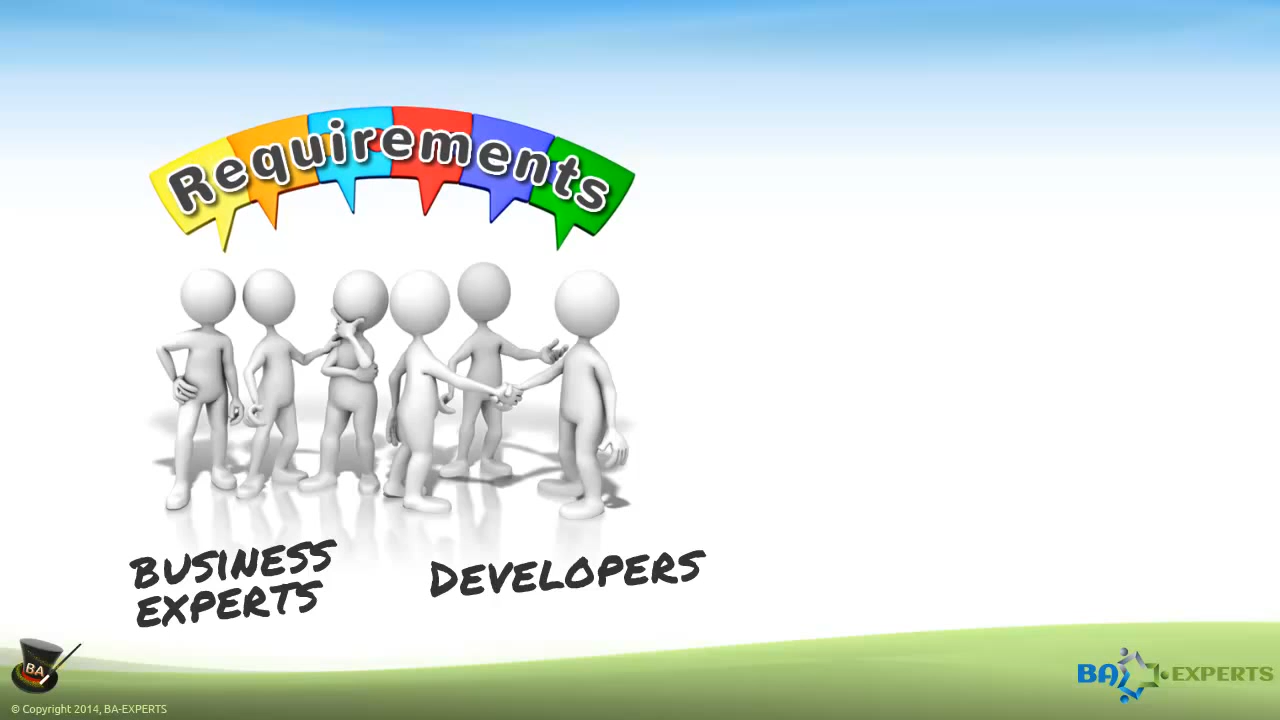 Requirements
BUSINESS
EXPERTS
DEVELOPERS
BA
BA EXPERTS
© Copyright 2014, BA-EXPERTS